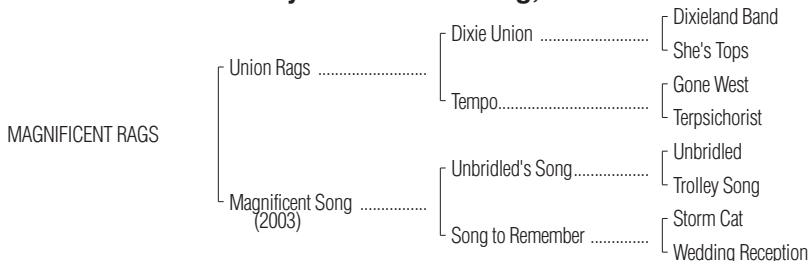 Dixieland Band
Dixie Union ......................
She's Tops
Union Rags ..........................
Gone West
Tempo....................................
Terpsichorist
MAGNIFICENT RAGS
Unbridled
Unbridled's Song..................
Trolley Song
Magnificent Song ................
(2003)
Storm Cat
Song to Remember ..............
Wedding Reception